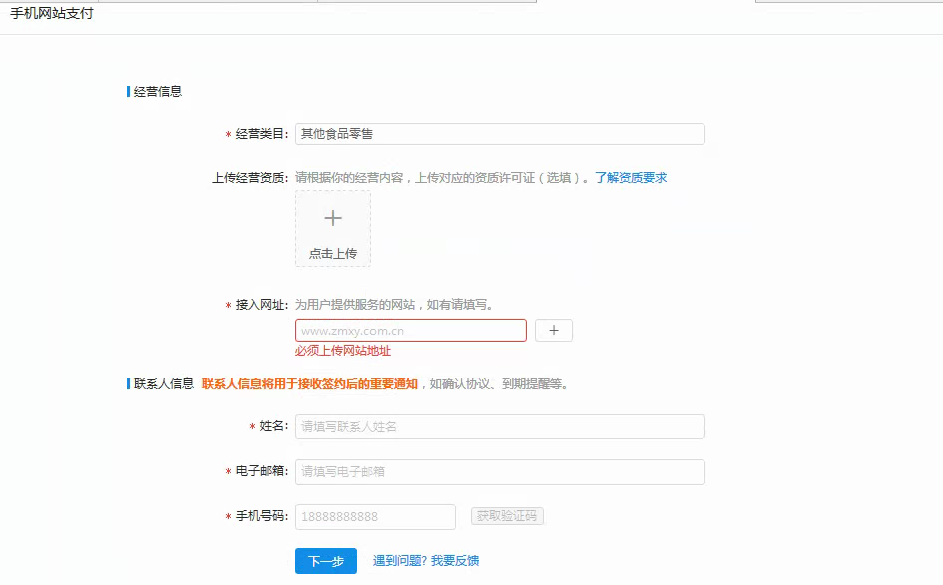 手机网站支付
经营信息
* 经营类目: 其他食品零售
上传经营资质: 请根据你的经营内容，上传对应的资质许可证（选填）。了解资质要求
+
点击上传
* 接入网址: 为用户提供服务的网站，如有请填写。
www.zmxy.com.cn +
必须上传网站地址
联系人信息 联系人信息将用于接收签约后的重要通知，如确认协议、到期提醒等。
* 姓名: 请填写联系人姓名
* 电子邮箱: 请填写电子邮箱
* 手机号码: 18888888888 获取验证码
下一步 遇到问题? 我要反馈